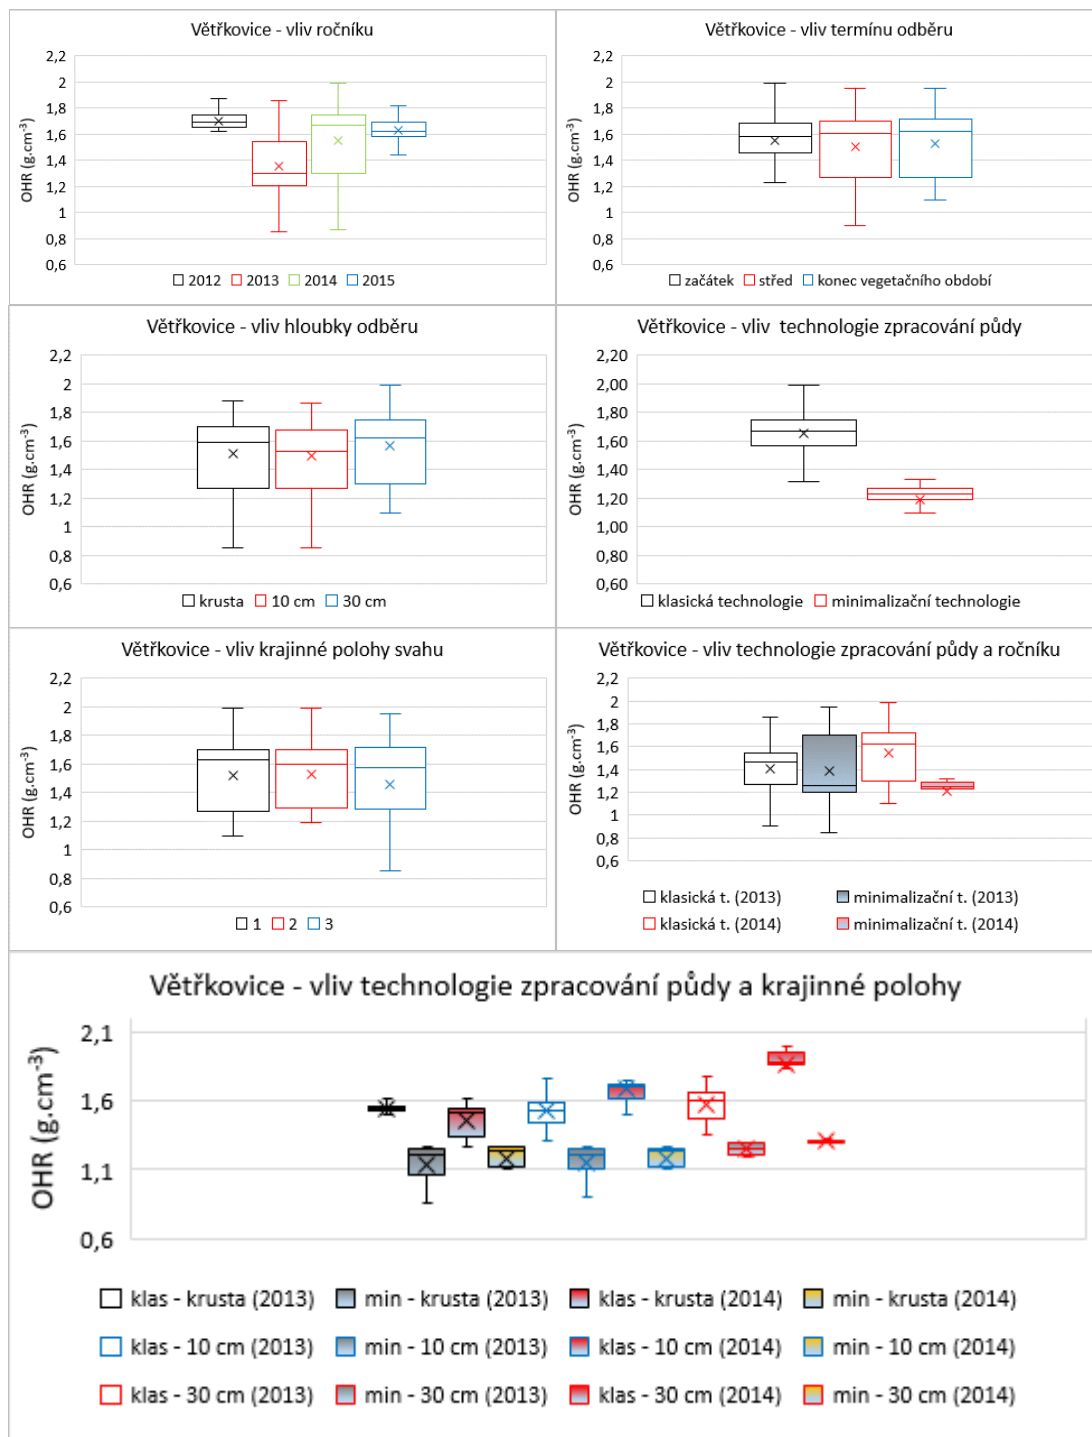 Větřkovice - vliv ročníku
OHR (g.cm⁻³)
2,2
2
1,8
1,6
1,4
1,2
1
0,8
0,6
2012 2013 2014 2015
Větřkovice - vliv termínu odběru
OHR (g.cm⁻³)
2,2
2
1,8
1,6
1,4
1,2
1
0,8
0,6
začátek střed konec vegetačního období
Větřkovice - vliv hloubky odběru
OHR (g.cm⁻³)
2,2
2
1,8
1,6
1,4
1,2
1
0,8
0,6
krusta 10 cm 30 cm
Větřkovice - vliv technologie zpracování půdy
OHR (g.cm⁻³)
2,20
2,00
1,80
1,60
1,40
1,20
1,00
0,80
0,60
klasická technologie minimalizační technologie
Větřkovice - vliv krajinné polohy svahu
OHR (g.cm⁻³)
2,2
2
1,8
1,6
1,4
1,2
1
0,8
0,6
1 2 3
Větřkovice - vliv technologie zpracování půdy a ročníku
OHR (g.cm⁻³)
2,2
2
1,8
1,6
1,4
1,2
1
0,8
0,6
klasická t. (2013) minimalizační t. (2013)
klasická t. (2014) minimalizační t. (2014)
Větřkovice - vliv technologie zpracování půdy a krajinné polohy
OHR (g.cm⁻³)
2,1
1,6
1,1
0,6
klas - krusta (2013) min - krusta (2013) klas - krusta (2014) min - krusta (2014)
klas - 10 cm (2013) min - 10 cm (2013) klas - 10 cm (2014) min - 10 cm (2014)
klas - 30 cm (2013) min - 30 cm (2013) klas - 30 cm (2014) min - 30 cm (2014)